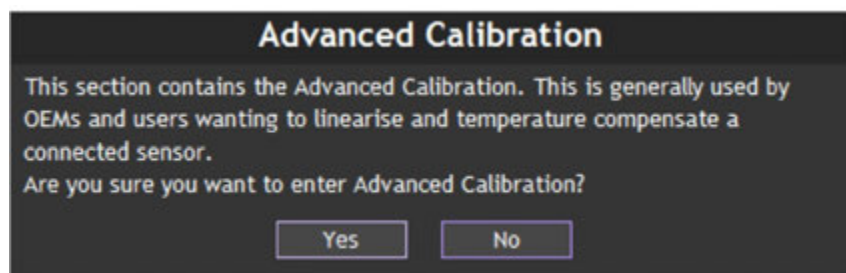 Advanced Calibration
This section contains the Advanced Calibration. This is generally used by
OEMs and users wanting to linearise and temperature compensate a
connected sensor.
Are you sure you want to enter Advanced Calibration?
Yes No